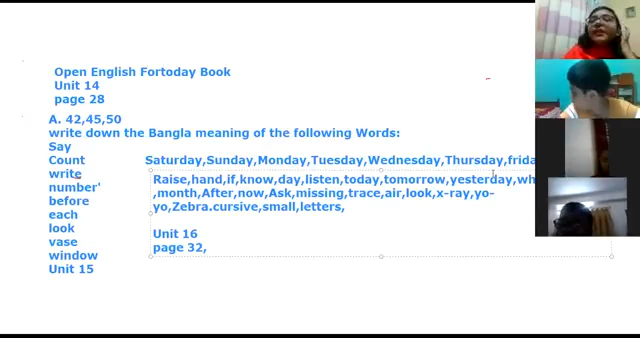 Open English Fortoday Book
Unit 14
page 28
A. 42,45,50
write down the Bangla meaning of the following Words:
Say
Count
write
number'
before
each
look
vase
window
Unit 15
Saturday,Sunday,Monday,Tuesday,Wednesday,Thursday,frida
Raise,hand,if,know,day,listen,today,tomorrow,yesterday,wh
,month,After,now,Ask,missing,trace,air,look,x-ray,yo-
yo,Zebra.cursive,small,letters,
Unit 16
page 32,